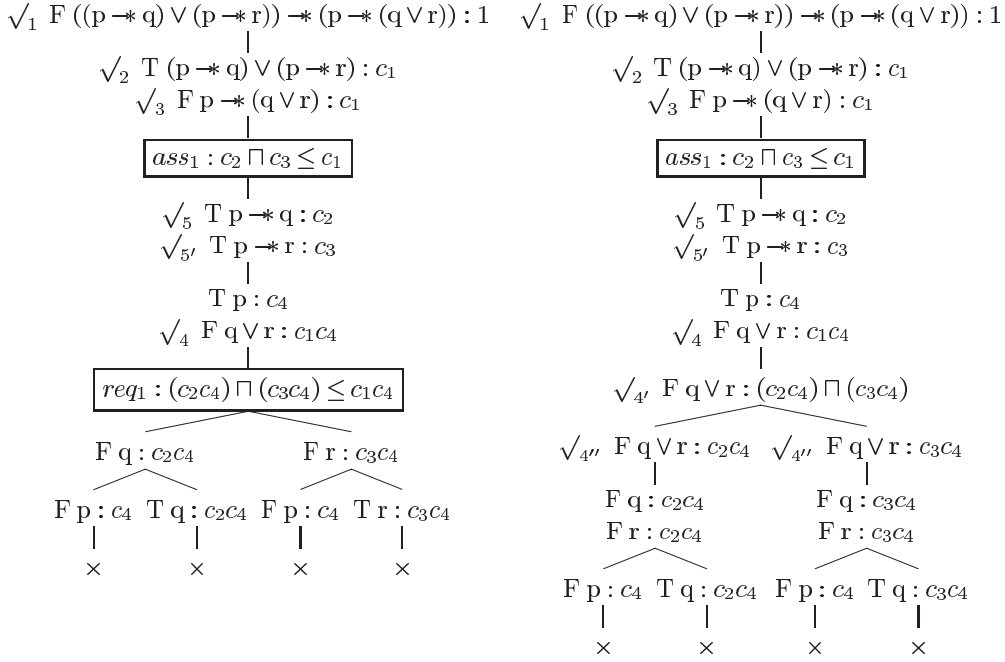 √1 F ((p −∗ q) ∨ (p −∗ r)) −∗ (p −∗ (q ∨ r)) : 1
√2 T (p −∗ q) ∨ (p −∗ r) : c1
√3 F p −∗ (q ∨ r) : c1
ass1 : c2 ⊓ c3 ≤ c1
√5 T p −∗ q : c2
√5′ T p −∗ r : c3
T p : c4
√4 F q ∨ r : c1c4
req1 : (c2c4) ⊓ (c3c4) ≤ c1c4
F q : c2c4 F r : c3c4
F p : c4 T q : c2c4 F p : c4 T r : c3c4
× × × ×
√1 F ((p −∗ q) ∨ (p −∗ r)) −∗ (p −∗ (q ∨ r)) : 1
√2 T (p −∗ q) ∨ (p −∗ r) : c1
√3 F p −∗ (q ∨ r) : c1
ass1 : c2 ⊓ c3 ≤ c1
√5 T p −∗ q : c2
√5′ T p −∗ r : c3
T p : c4
√4 F q ∨ r : c1c4
√4′ F q ∨ r : (c2c4) ⊓ (c3c4)
√4′′ F q ∨ r : c2c4 √4′′ F q ∨ r : c3c4
F q : c2c4 F q : c3c4
F r : c2c4 F r : c3c4
F p : c4 T q : c2c4 F p : c4 T q : c3c4
× × × ×